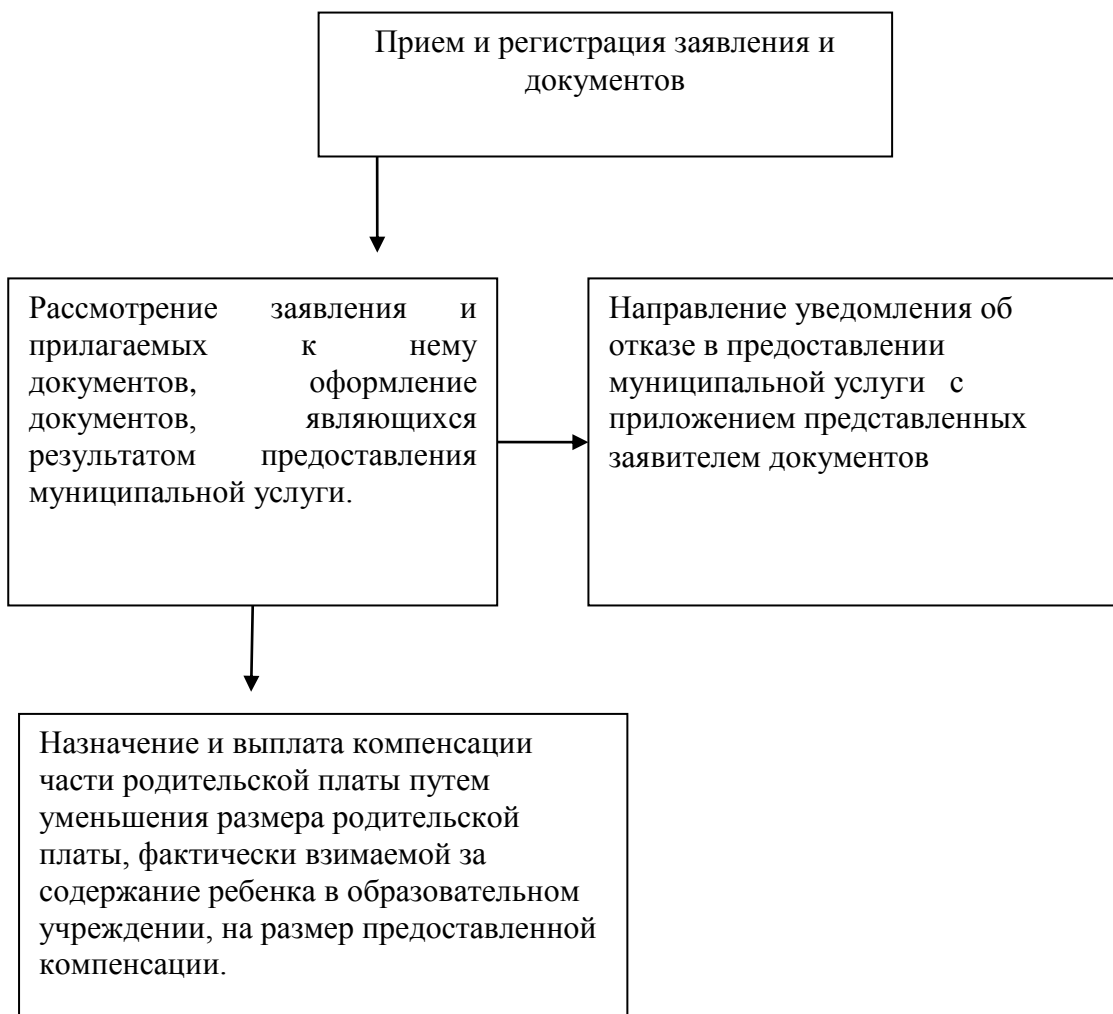 Прием и регистрация заявления и
документов
Рассмотрение заявления и
прилагаемых к нему
документов, оформление
документов, являющихся
результатом предоставления
муниципальной услуги.
Направление уведомления об
отказе в предоставлении
муниципальной услуги с
приложением представленных
заявителем документов
Назначение и выплата компенсации
части родительской платы путем
уменьшения размера родительской
платы, фактически взимаемой за
содержание ребенка в образовательном
учреждении, на размер предоставленной
компенсации.